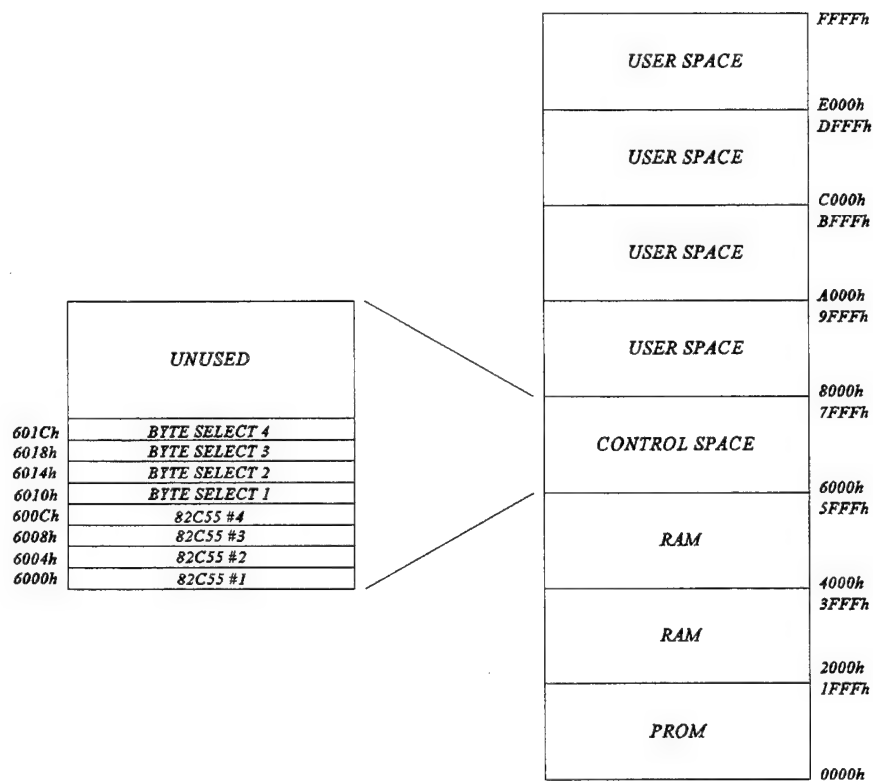 FFFFh
USER SPACE
E000h
DFFFh
USER SPACE
C000h
BFFFh
USER SPACE
A000h
9FFFh
USER SPACE
8000h
7FFFh
CONTROL SPACE
6000h
5FFFh
RAM
4000h
3FFFh
RAM
2000h
1FFFh
PROM
0000h
UNUSED
601Ch BYTE SELECT 4
6018h BYTE SELECT 3
6014h BYTE SELECT 2
6010h BYTE SELECT 1
600Ch 82C55 #4
6008h 82C55 #3
6004h 82C55 #2
6000h 82C55 #1